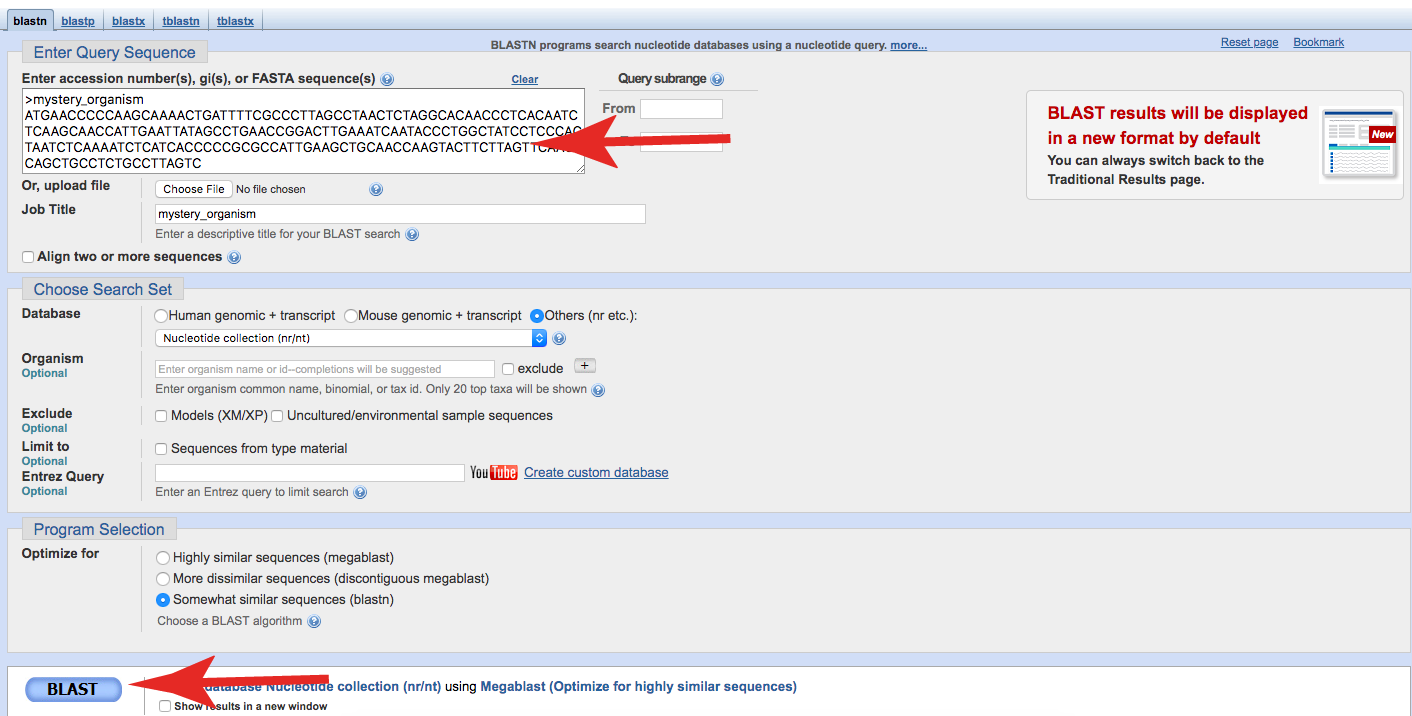 blastn blastp blastx tblastn tblastx
Enter Query Sequence
BLASTN programs search nucleotide databases using a nucleotide query. more...
Reset page Bookmark
Enter accession number(s), gi(s), or FASTA sequence(s)
Clear
Query subrange
>mystery_organism
ATGAACCCCCAAGCAAAACTGATTTTCGCCCTTAGCCTAACTCTAGGCACAACCCTCACAATC
TCAAGCAACCATTGAATTATAGCCTGAACCGGACTTGAAATCAATACCCTGGCTATCCTCCCAC
TAATCTCAAAATCTCATCACCCCCGCGCCATTGAAGCTGCAACCAAGTACTTCTTAGTTCAA
CAGCTGCCTCTGCCTTAGTC
From
BLAST results will be displayed
in a new format by default
You can always switch back to the
Traditional Results page.
New
Or, upload file
Choose File No file chosen
Job Title
mystery_organism
Enter a descriptive title for your BLAST search
Align two or more sequences
Choose Search Set
Database
Human genomic + transcript Mouse genomic + transcript Others (nr etc.):
Nucleotide collection (nr/nt)
Organism
Optional
Enter organism name or id--completions will be suggested
exclude +
Enter organism common name, binomial, or tax id. Only 20 top taxa will be shown
Exclude
Optional
Models (XM/XP) Uncultured/environmental sample sequences
Limit to
Optional
Sequences from type material
Entrez Query
Optional
YouTube Create custom database
Enter an Entrez query to limit search
Program Selection
Optimize for
Highly similar sequences (megablast)
More dissimilar sequences (discontiguous megablast)
Somewhat similar sequences (blastn)
Choose a BLAST algorithm
BLAST
database Nucleotide collection (nr/nt) using Megablast (Optimize for highly similar sequences)
Show results in a new window